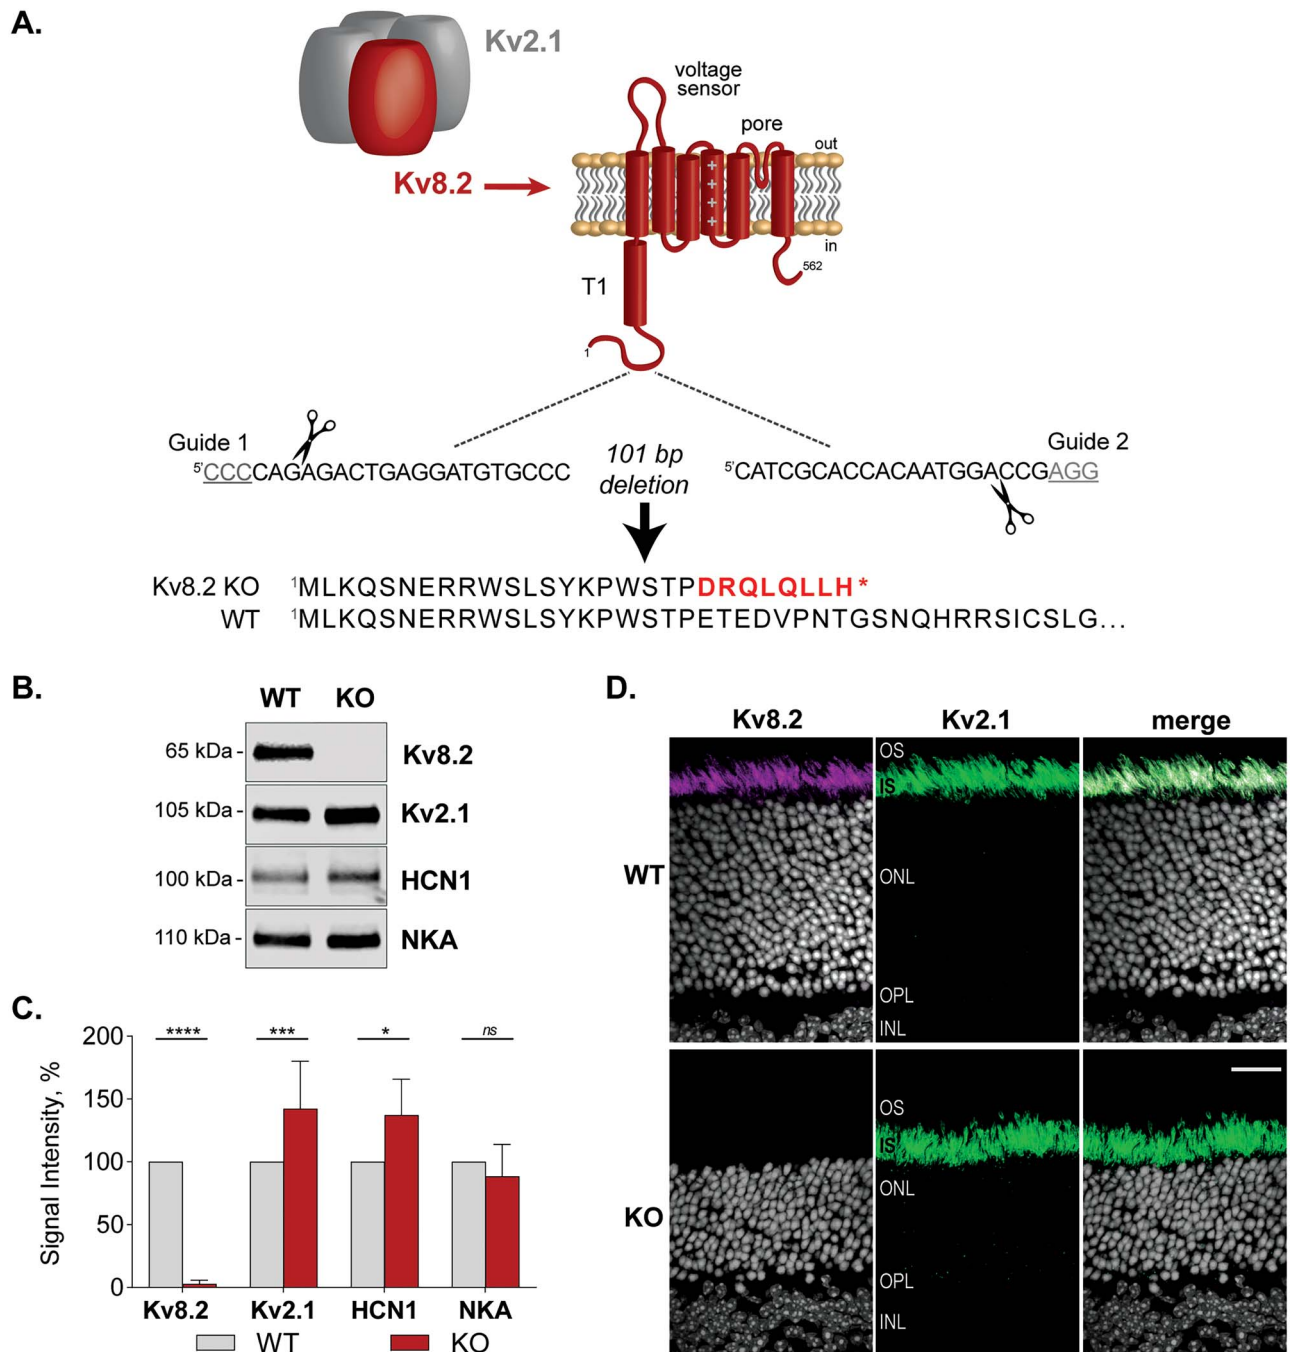 A.
Kv2.1
voltage
sensor
pore
out
Kv8.2
in
562
T1
1
Guide 1
5'CCCCAGAGACTGAGGATGTGCCC
101 bp
deletion
Guide 2
5'CATCGCACCACAATGGACCGAGG
Kv8.2 KO 1MLKQSNERRWSLSYKPWSTPDRQLQLLH*
WT 1MLKQSNERRWSLSYKPWSTPETEDVPNTGSNQHRRSICSLG...
B.
WT KO
65 kDa - Kv8.2
105 kDa - Kv2.1
100 kDa - HCN1
110 kDa - NKA
C.
Signal Intensity, %
200
150
100
50
0
**** *** * ns
Kv8.2 Kv2.1 HCN1 NKA
WT KO
D.
Kv8.2 Kv2.1 merge
WT
OS
IS
ONL
OPL
INL
KO
OS
IS
ONL
OPL
INL